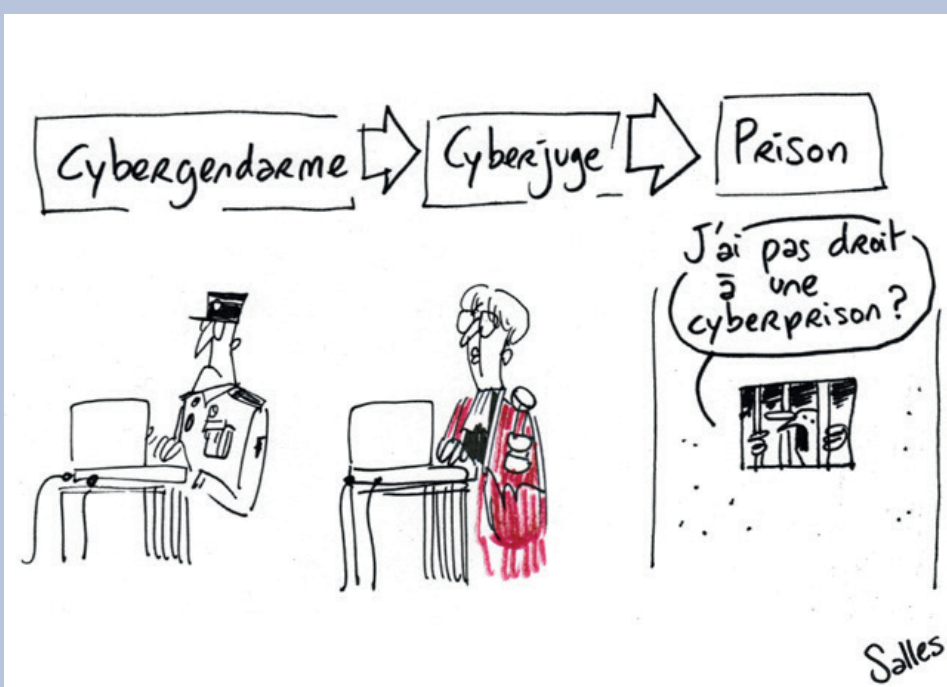 Cybergendarme
Cyberjuge
Prison
J'ai pas droit
à une
cyberprison ?
Salles